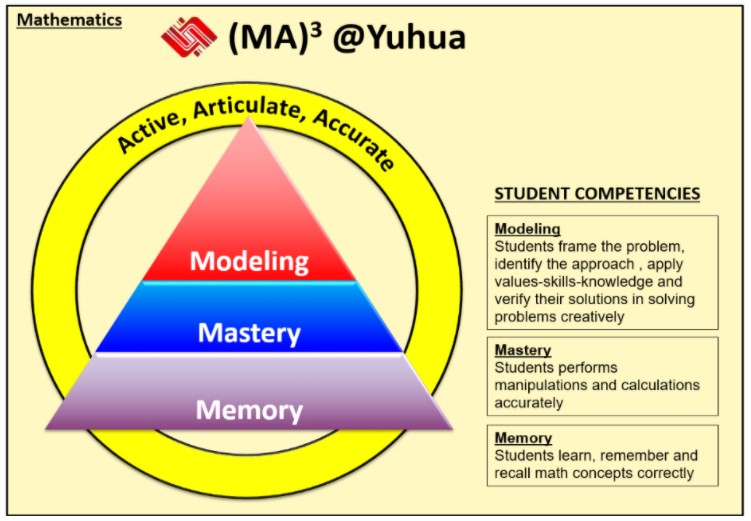 Mathematics
(MA)³ @Yuhua
Active, Articulate, Accurate
Modeling
Mastery
Memory
STUDENT COMPETENCIES
Modeling
Students frame the problem,
identify the approach , apply
values-skills-knowledge and
verify their solutions in solving
problems creatively
Mastery
Students performs
manipulations and calculations
accurately
Memory
Students learn, remember and
recall math concepts correctly